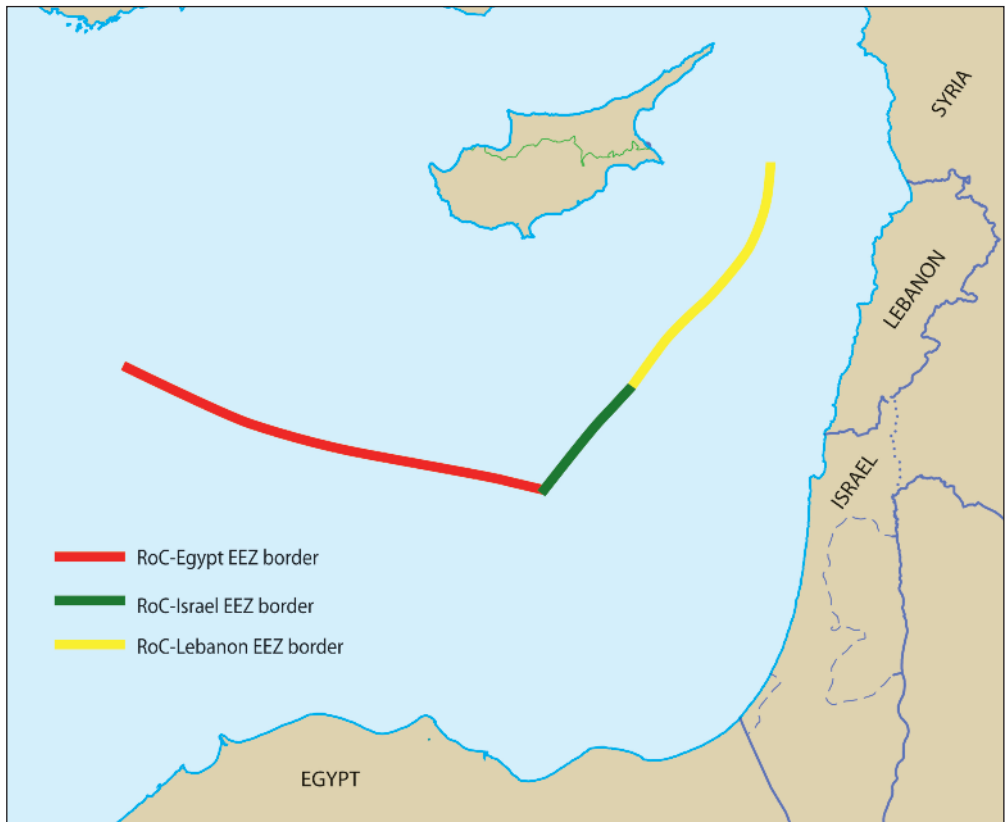 SYRIA
LEBANON
ISRAEL
RoC-Egypt EEZ border
RoC-Israel EEZ border
RoC-Lebanon EEZ border
EGYPT